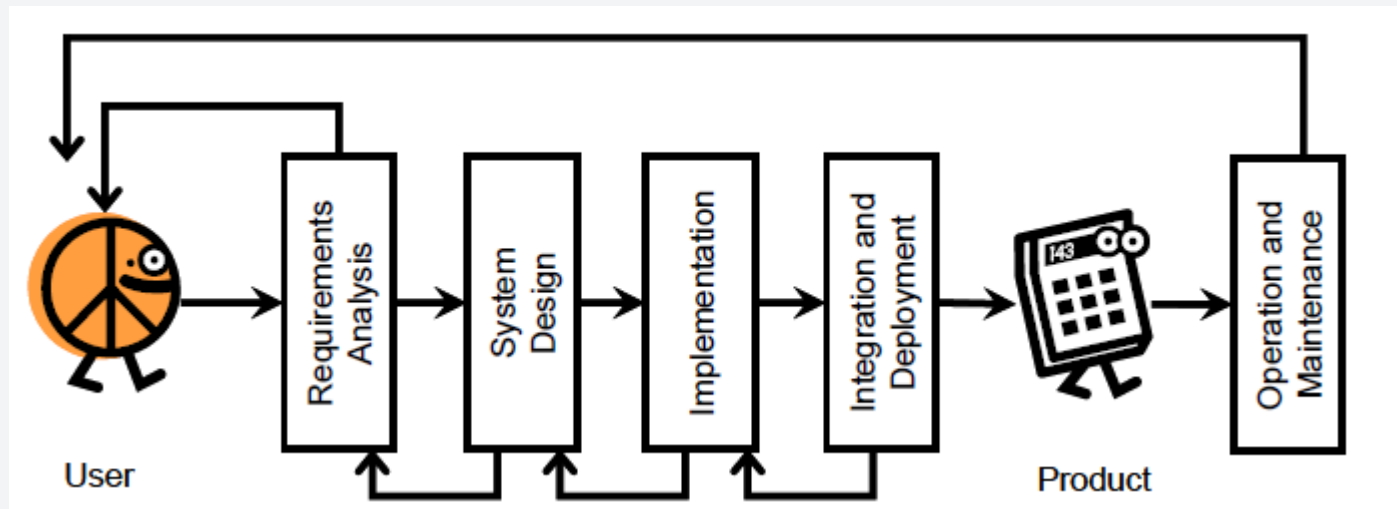 Requirements
Analysis
System
Design
Implementation
Integration and
Deployment
143
Operation and
Maintenance
User
Product